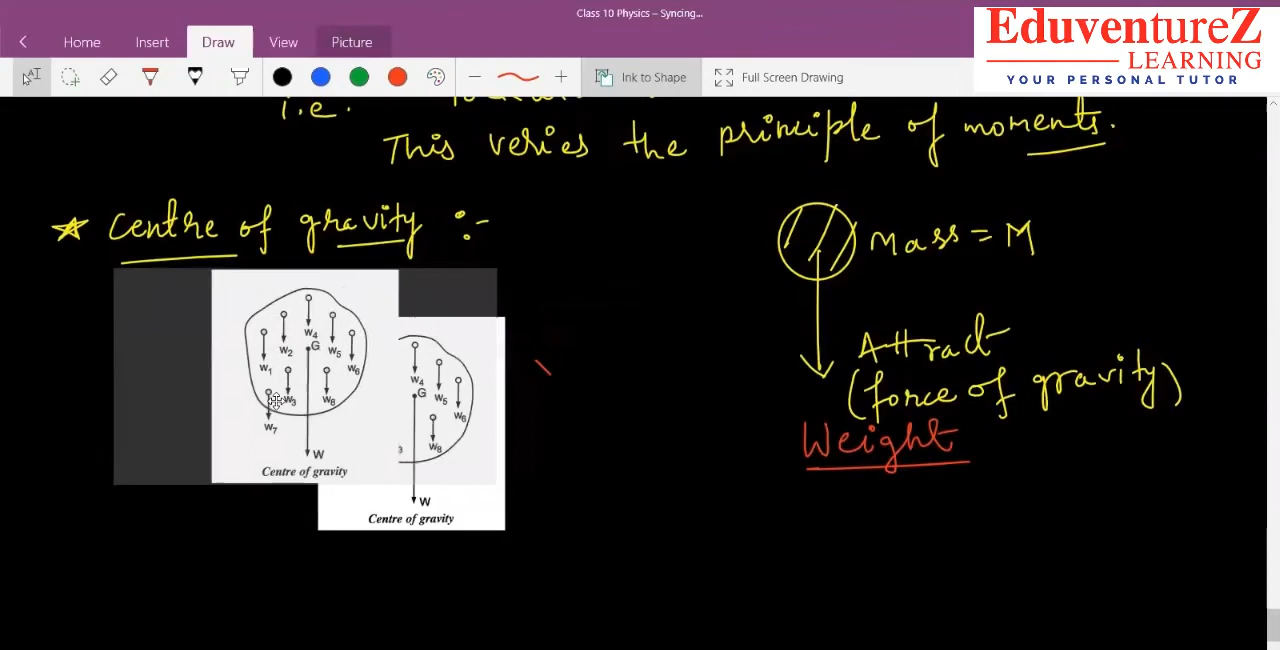 Class 10 Physics – Syncing...
Home Insert Draw View Picture
Ink to Shape Full Screen Drawing
EduventureZ
LEARNING
YOUR PERSONAL TUTOR
i.e.
This veries the principle of moments.
Centre of gravity :-
Mass = M
Attract
(force of gravity)
Weight
W4
G
W2 W5
W1 W6
W3 W8
W7
W
Centre of gravity
W4
G
W5
W6
3 W8
W
Centre of gravity